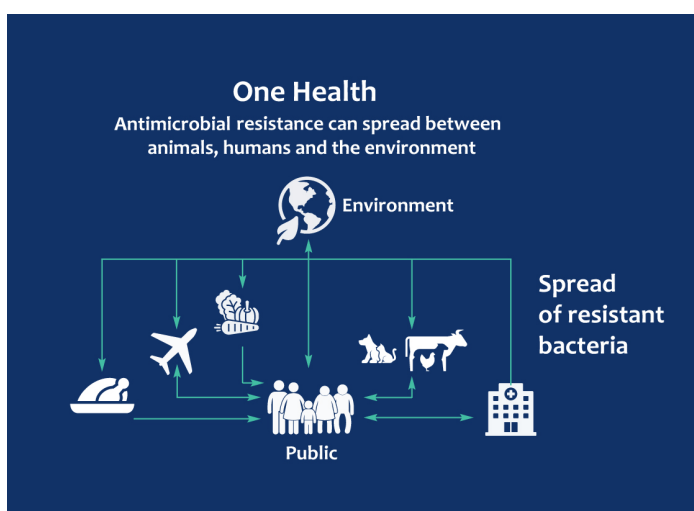 One Health
Antimicrobial resistance can spread between
animals, humans and the environment
Environment
Spread
of resistant
bacteria
Public